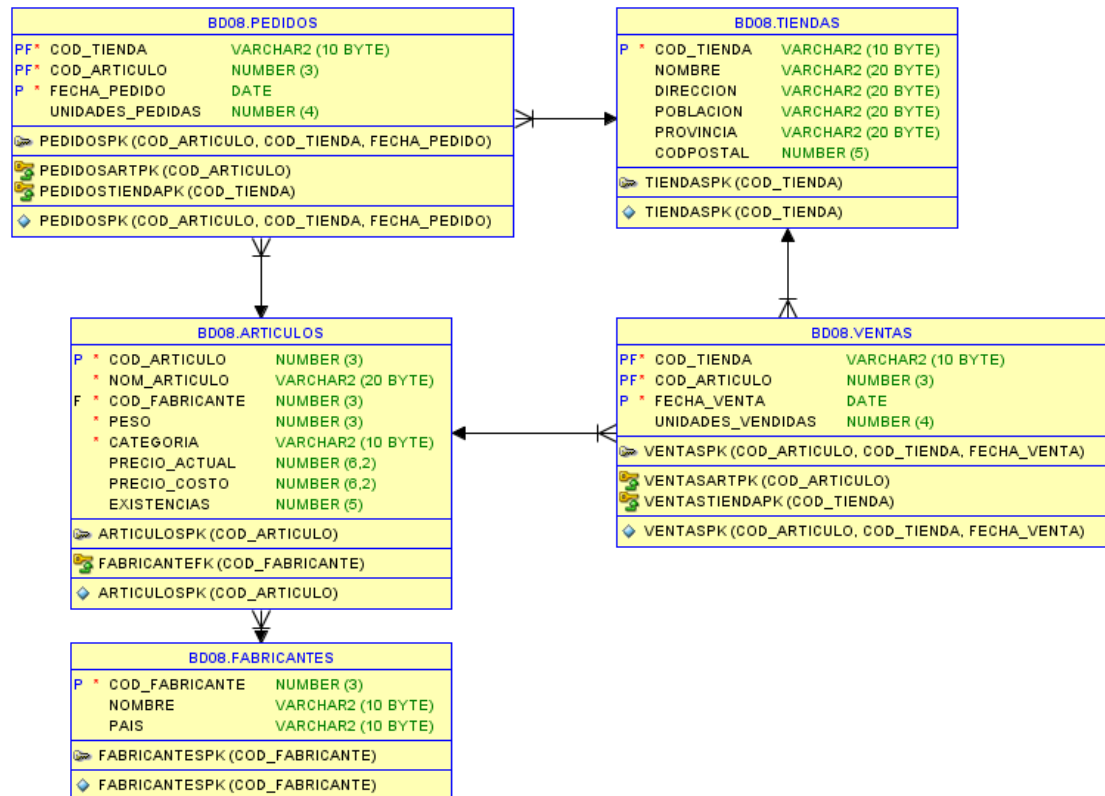 BD08.PEDIDOS
PF* COD_TIENDA VARCHAR2 (10 BYTE)
PF* COD_ARTICULO NUMBER (3)
P * FECHA_PEDIDO DATE
UNIDADES_PEDIDAS NUMBER (4)
PEDIDOSPK (COD_ARTICULO, COD_TIENDA, FECHA_PEDIDO)
PEDIDOSARTPK (COD_ARTICULO)
PEDIDOSTIENDAPK (COD_TIENDA)
PEDIDOSPK (COD_ARTICULO, COD_TIENDA, FECHA_PEDIDO)
BD08.TIENDAS
P * COD_TIENDA VARCHAR2 (10 BYTE)
NOMBRE VARCHAR2 (20 BYTE)
DIRECCION VARCHAR2 (20 BYTE)
POBLACION VARCHAR2 (20 BYTE)
PROVINCIA VARCHAR2 (20 BYTE)
CODPOSTAL NUMBER (5)
TIENDASPK (COD_TIENDA)
TIENDASPK (COD_TIENDA)
BD08.ARTICULOS
P * COD_ARTICULO NUMBER (3)
* NOM_ARTICULO VARCHAR2 (20 BYTE)
F * COD_FABRICANTE NUMBER (3)
* PESO NUMBER (3)
* CATEGORIA VARCHAR2 (10 BYTE)
PRECIO_ACTUAL NUMBER (6,2)
PRECIO_COSTO NUMBER (6,2)
EXISTENCIAS NUMBER (5)
ARTICULOSPK (COD_ARTICULO)
FABRICANTEFK (COD_FABRICANTE)
ARTICULOSPK (COD_ARTICULO)
BD08.VENTAS
PF* COD_TIENDA VARCHAR2 (10 BYTE)
PF* COD_ARTICULO NUMBER (3)
P * FECHA_VENTA DATE
UNIDADES_VENDIDAS NUMBER (4)
VENTASPK (COD_ARTICULO, COD_TIENDA, FECHA_VENTA)
VENTASARTPK (COD_ARTICULO)
VENTASTIENDAPK (COD_TIENDA)
VENTASPK (COD_ARTICULO, COD_TIENDA, FECHA_VENTA)
BD08.FABRICANTES
P * COD_FABRICANTE NUMBER (3)
NOMBRE VARCHAR2 (10 BYTE)
PAIS VARCHAR2 (10 BYTE)
FABRICANTESPK (COD_FABRICANTE)
FABRICANTESPK (COD_FABRICANTE)